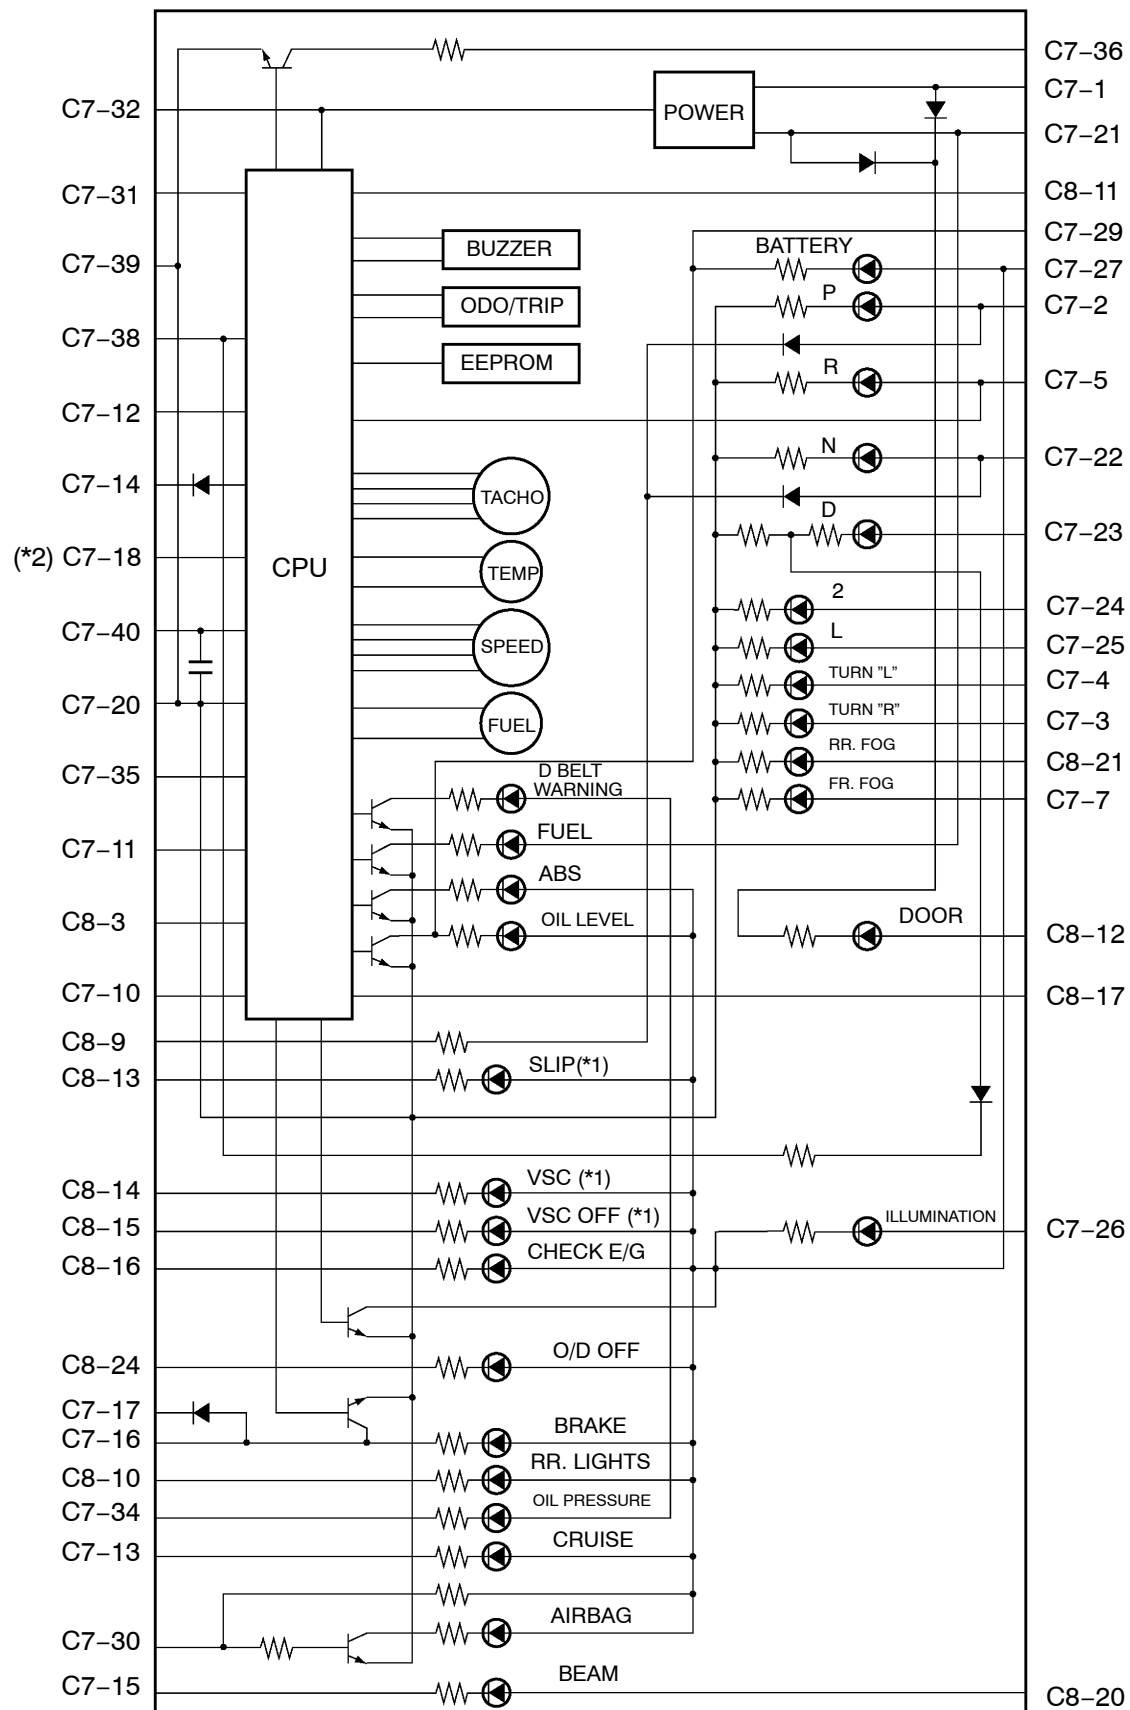 C7–36
C7–1
C7–32
POWER
C7–21
C7–31
C8–11
C7–29
BUZZER
BATTERY
C7–39
C7–27
ODO/TRIP
P
C7–2
C7–38
EEPROM
R
C7–5
C7–12
N
C7–22
C7–14
TACHO
D
C7–23
(*2) C7–18
CPU
TEMP
2
C7–24
C7–40
SPEED
L
C7–25
TURN ”L”
C7–4
C7–20
FUEL
TURN ”R”
C7–3
RR. FOG
C8–21
C7–35
D BELT
WARNING
FR. FOG
C7–7
C7–11
FUEL
ABS
C8–3
OIL LEVEL
DOOR
C8–12
C7–10
C8–17
C8–9
C8–13
SLIP(*1)
C8–14
VSC (*1)
C8–15
VSC OFF (*1)
ILLUMINATION
C7–26
C8–16
CHECK E/G
C8–24
O/D OFF
C7–17
C7–16
BRAKE
C8–10
RR. LIGHTS
C7–34
OIL PRESSURE
C7–13
CRUISE
C7–30
AIRBAG
C7–15
BEAM
C8–20